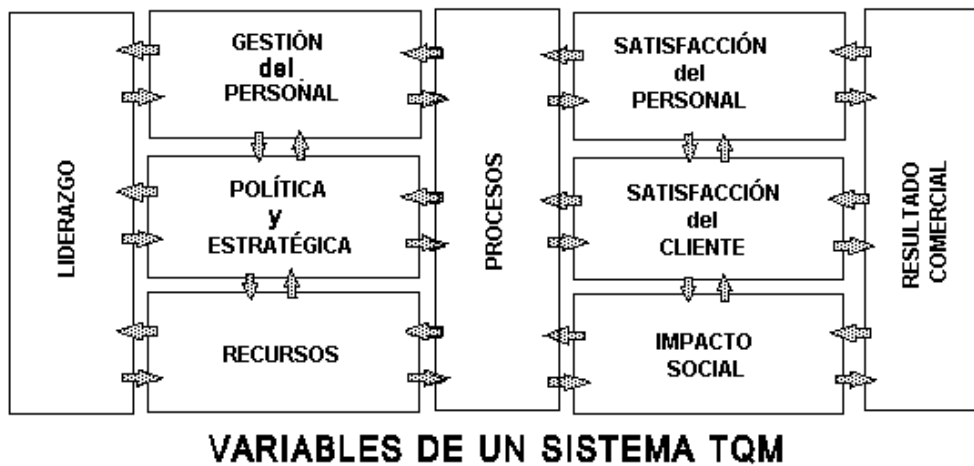 LIDERAZGO
GESTIÓN
del
PERSONAL
POLÍTICA
y
ESTRATÉGICA
RECURSOS
PROCESOS
SATISFACCIÓN
del
PERSONAL
SATISFACCIÓN
del
CLIENTE
IMPACTO
SOCIAL
RESULTADO
COMERCIAL
VARIABLES DE UN SISTEMA TQM